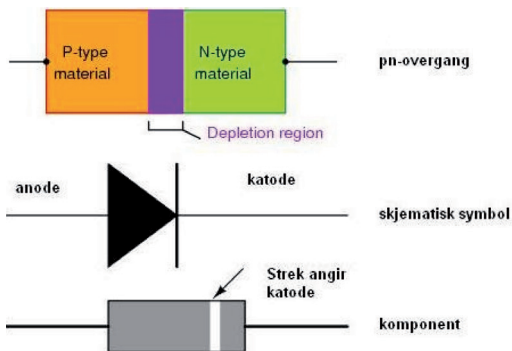 P-type
material
N-type
material
pn-overgang
Depletion region
anode
katode
skjematisk symbol
Strek angir
katode
komponent